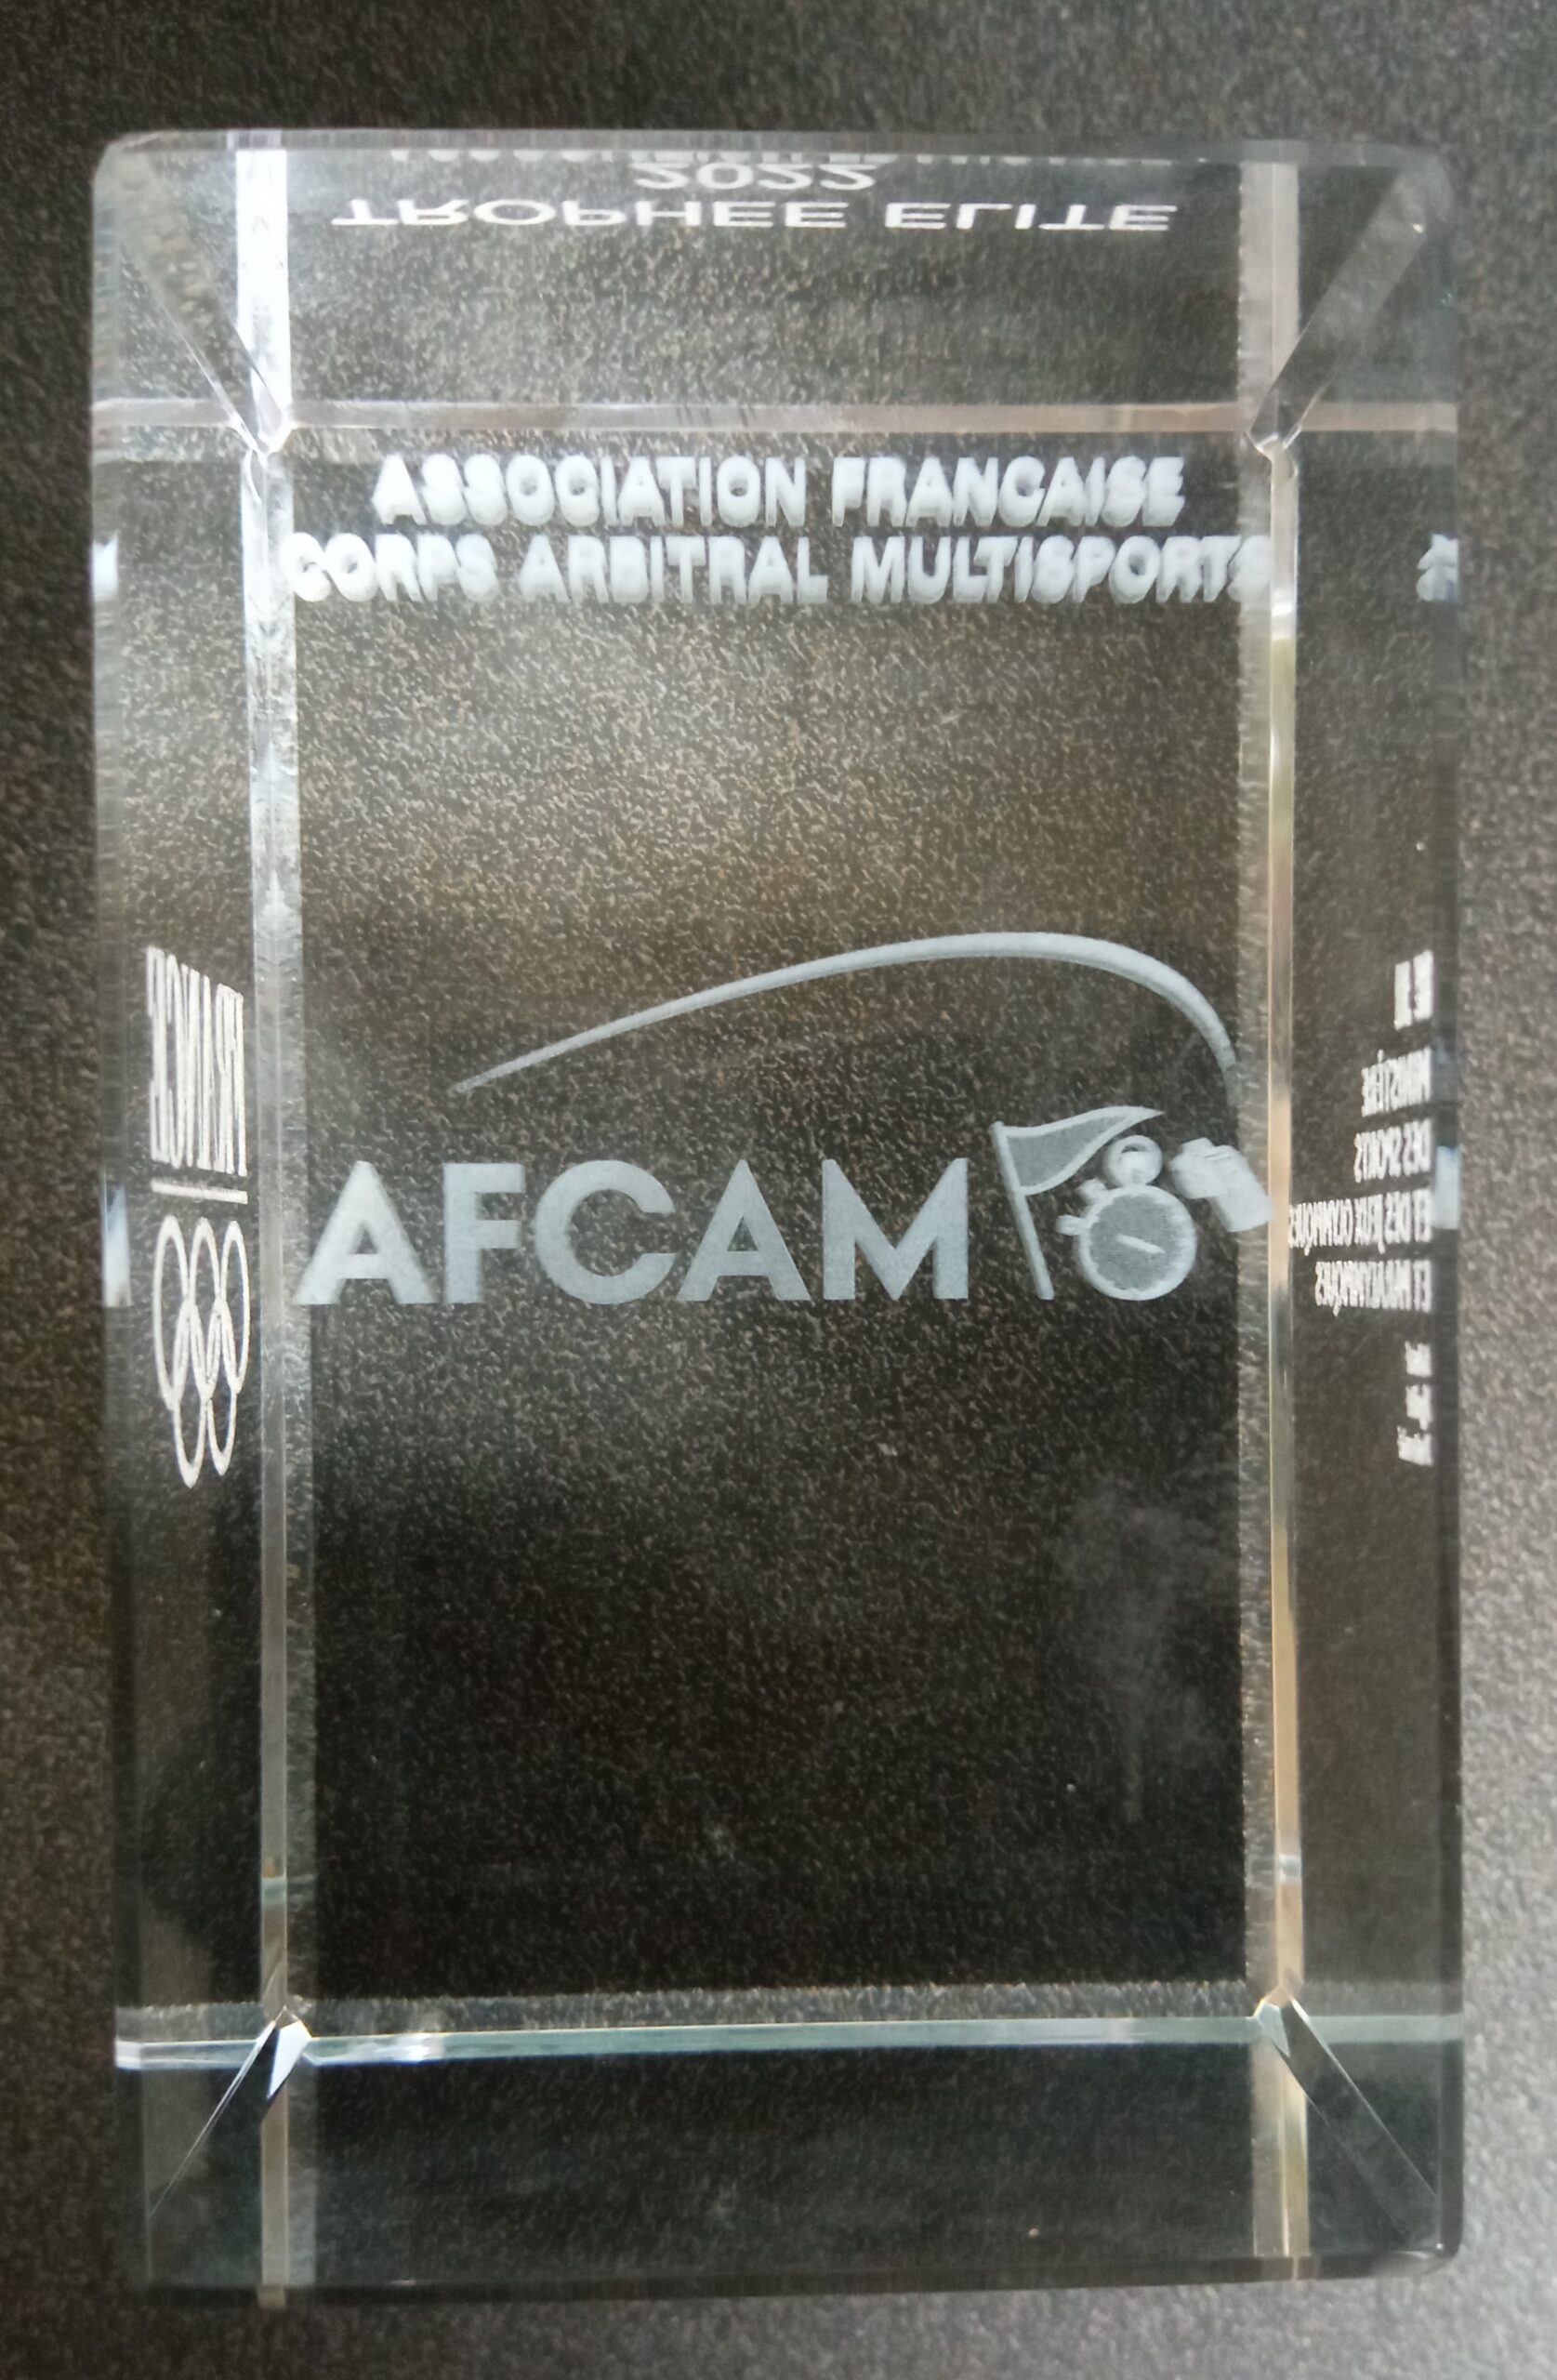 2022
TROPHEE ELITE
ASSOCIATION FRANCAISE
CORPS ARBITRAL MULTISPORTS
AFCAM
FRANCE
MINISTÈRE
DES SPORTS
ET DES JEUX OLYMPIQUES
ET PARALYMPIQUES